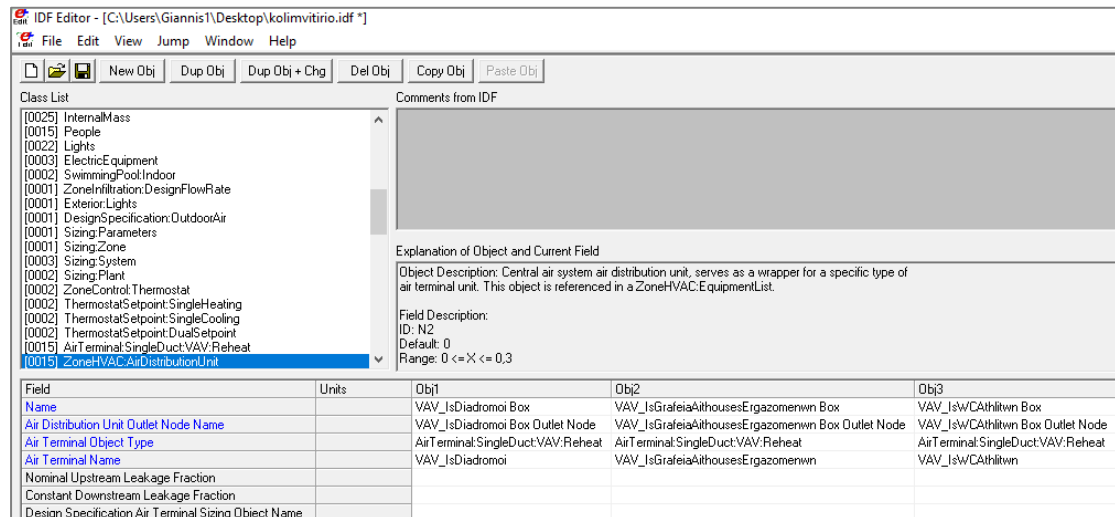 IDF Editor - [C:\Users\Giannis1\Desktop\kolimvitirio.idf *]
File Edit View Jump Window Help
New Obj Dup Obj Dup Obj + Chg Del Obj Copy Obj Paste Obj
Class List
Comments from IDF
[0025] InternalMass
[0015] People
[0022] Lights
[0003] ElectricEquipment
[0002] SwimmingPool:Indoor
[0001] ZoneInfiltration:DesignFlowRate
[0001] Exterior:Lights
[0001] DesignSpecification:OutdoorAir
[0001] Sizing:Parameters
[0001] Sizing:Zone
[0003] Sizing:System
[0002] Sizing:Plant
[0002] ZoneControl:Thermostat
[0002] ThermostatSetpoint:SingleHeating
[0002] ThermostatSetpoint:SingleCooling
[0002] ThermostatSetpoint:DualSetpoint
[0015] AirTerminal:SingleDuct:VAV:Reheat
[0015] ZoneHVAC:AirDistributionUnit
Explanation of Object and Current Field
Object Description: Central air system air distribution unit, serves as a wrapper for a specific type of
air terminal unit. This object is referenced in a ZoneHVAC:EquipmentList.
Field Description:
ID: N2
Default: 0
Range: 0 <= X <= 0,3
Field Units Obj1 Obj2 Obj3
Name VAV_IsDiadromoi Box VAV_IsGrafeiaAithousesErgazomenwn Box VAV_IsWCAthlitwn Box
Air Distribution Unit Outlet Node Name VAV_IsDiadromoi Box Outlet Node VAV_IsGrafeiaAithousesErgazomenwn Box Outlet Node VAV_IsWCAthlitwn Box Outlet Node
Air Terminal Object Type AirTerminal:SingleDuct:VAV:Reheat AirTerminal:SingleDuct:VAV:Reheat AirTerminal:SingleDuct:VAV:Reheat
Air Terminal Name VAV_IsDiadromoi VAV_IsGrafeiaAithousesErgazomenwn VAV_IsWCAthlitwn
Nominal Upstream Leakage Fraction
Constant Downstream Leakage Fraction
Design Specification Air Terminal Sizing Object Name